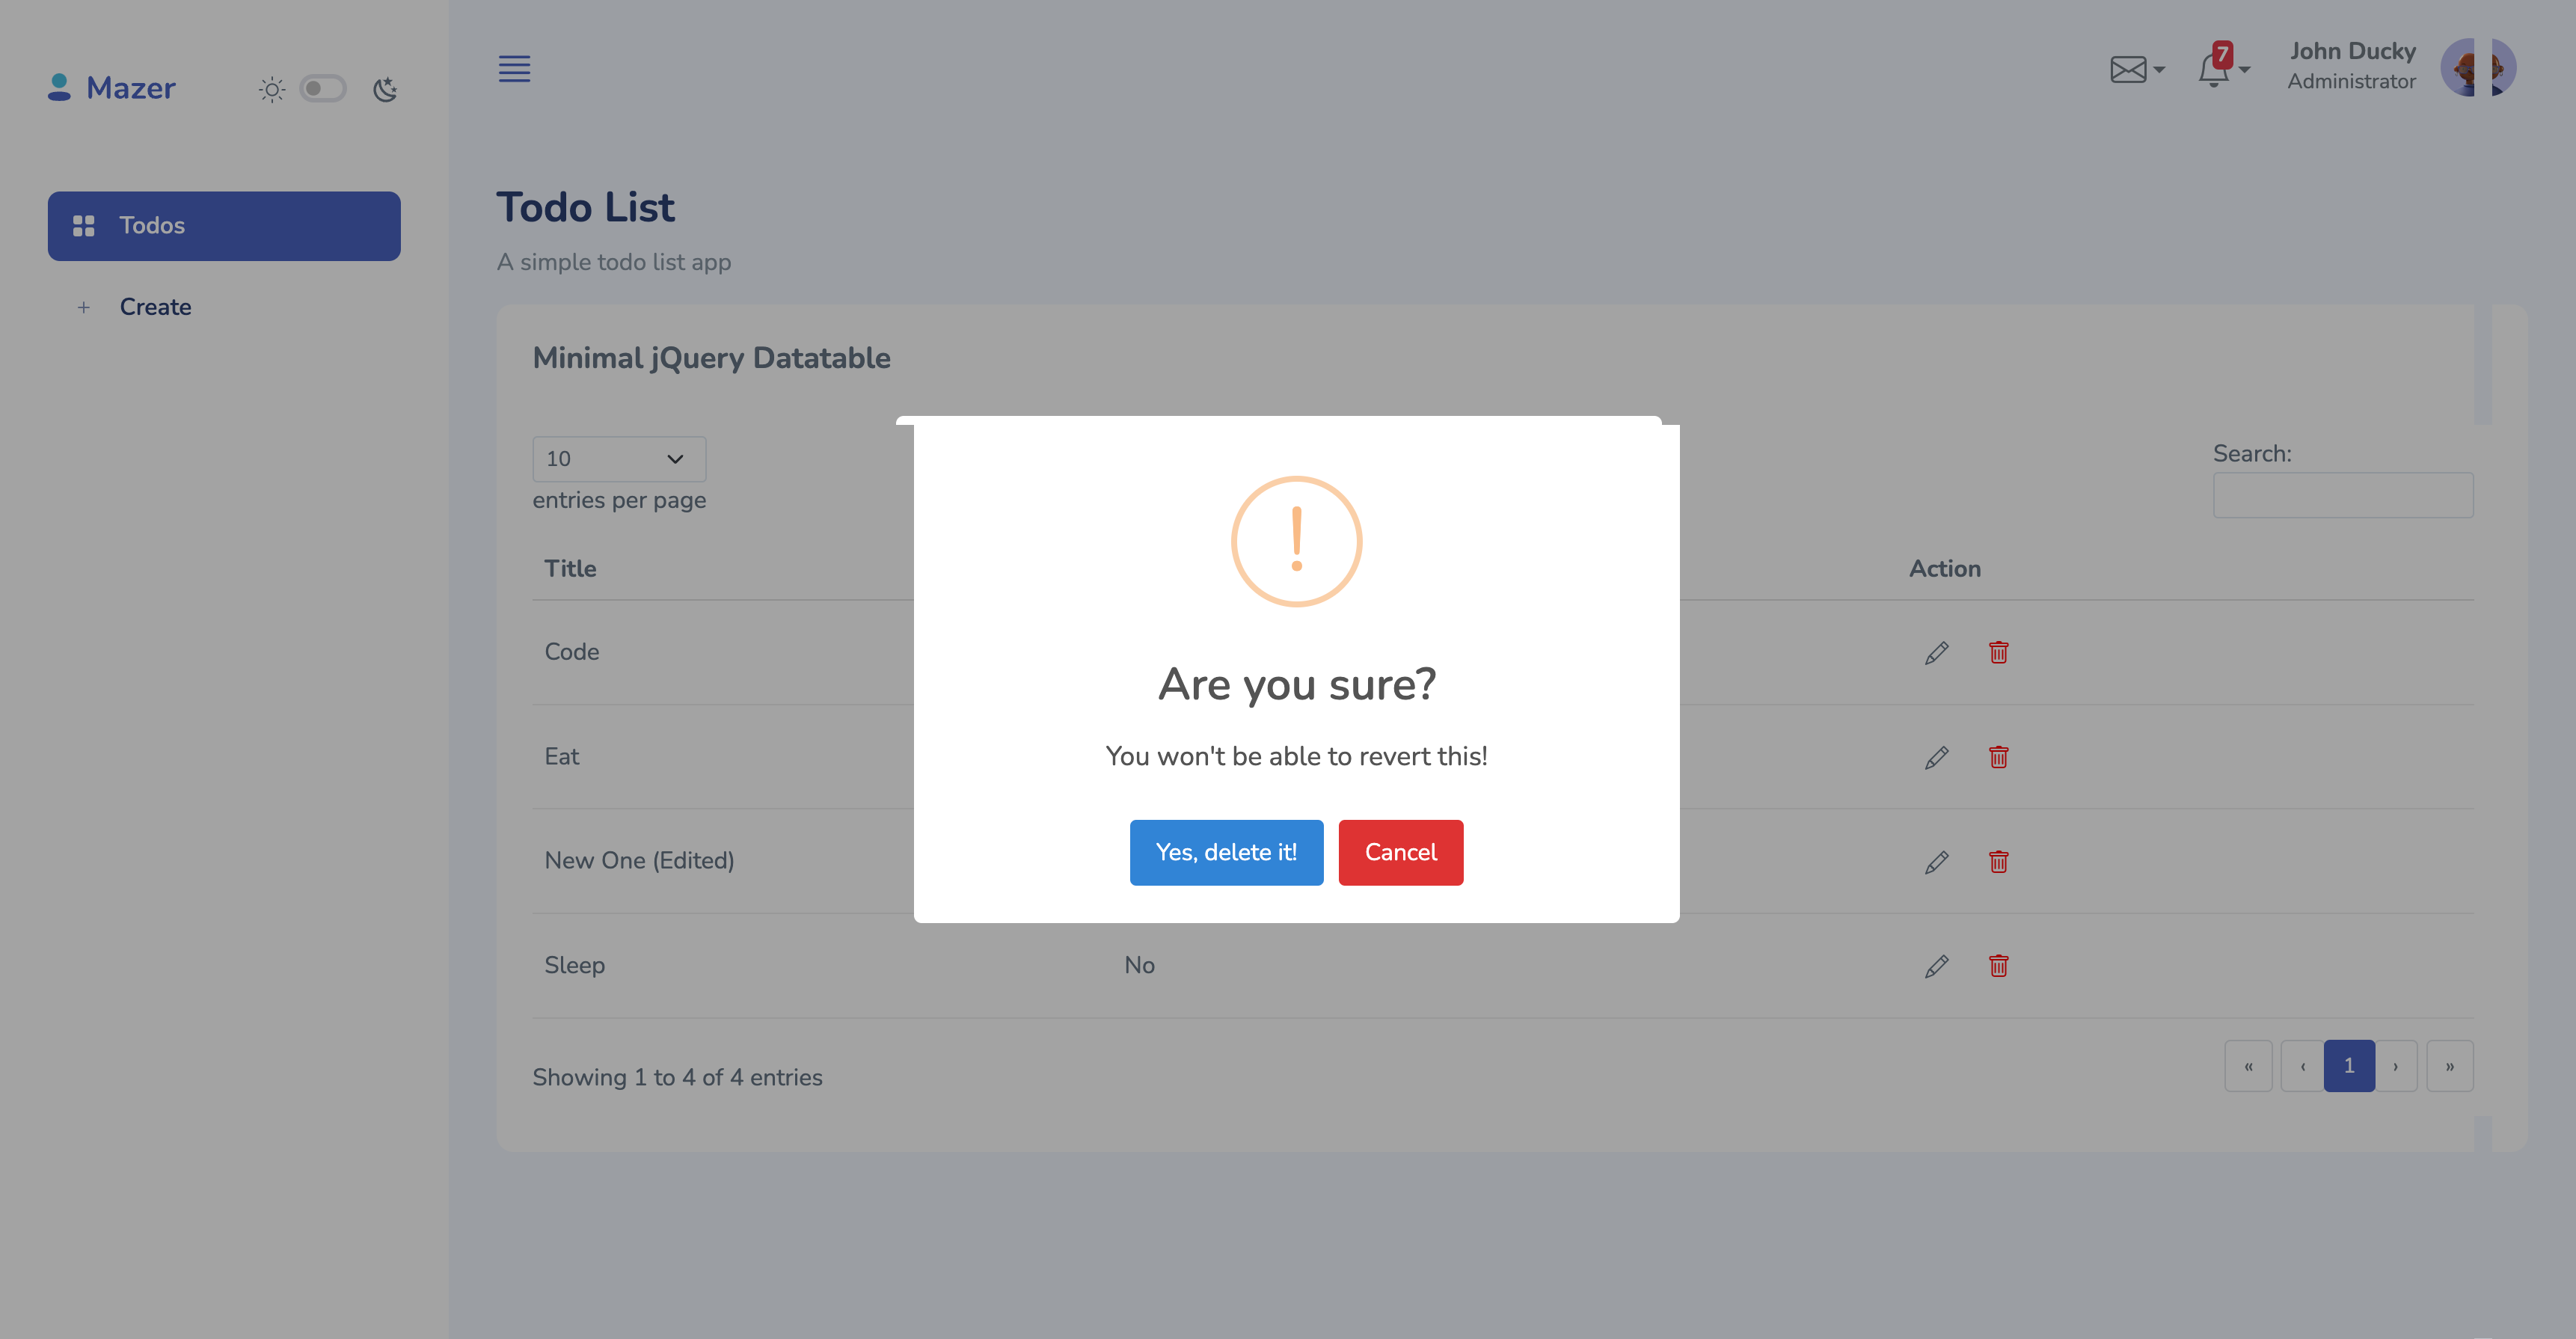 Mazer
Todos
+ Create
7
John Ducky
Administrator
Todo List
A simple todo list app
Minimal jQuery Datatable
10
entries per page
Search:
Title
Action
Code
Eat
New One (Edited)
Sleep
No
!
Are you sure?
You won't be able to revert this!
Yes, delete it!
Cancel
Showing 1 to 4 of 4 entries
« ‹ 1 › »